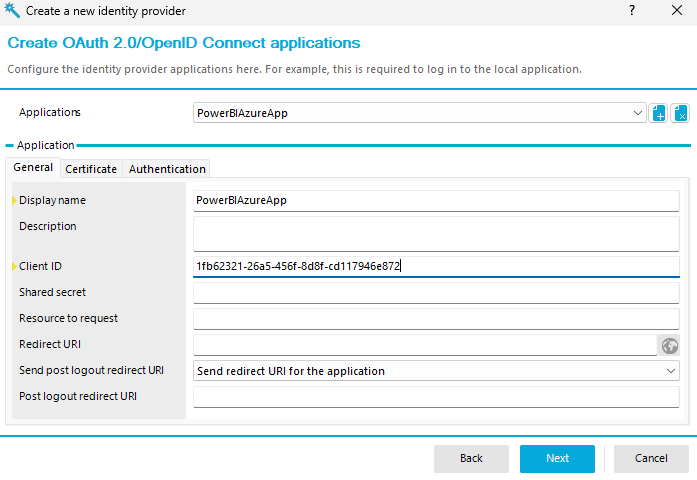 Create a new identity provider
?
Create OAuth 2.0/OpenID Connect applications
Configure the identity provider applications here. For example, this is required to log in to the local application.
Applications
PowerBIAzureApp
Application
General Certificate Authentication
Display name
PowerBIAzureApp
Description
Client ID
1fb62321-26a5-456f-8d8f-cd117946e872
Shared secret
Resource to request
Redirect URI
Send post logout redirect URI
Send redirect URI for the application
Post logout redirect URI
Back Next Cancel